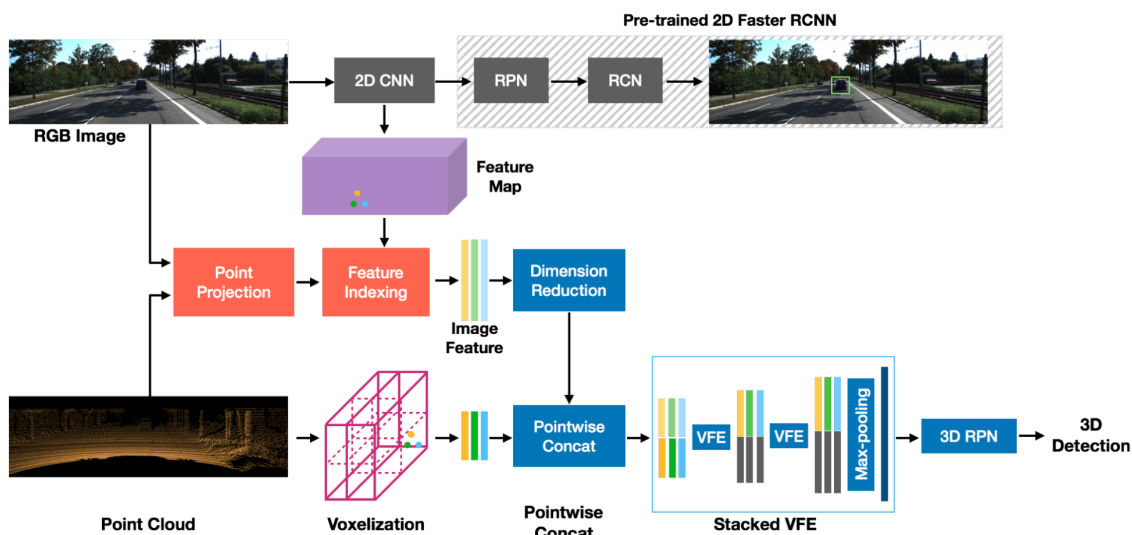 Pre-trained 2D Faster RCNN
2D CNN
RPN
RCN
RGB Image
Feature
Map
Point
Projection
Feature
Indexing
Dimension
Reduction
Image
Feature
Pointwise
Concat
VFE
VFE
Max-pooling
3D RPN
3D
Detection
Point Cloud
Voxelization
Pointwise
Concat
Stacked VFE